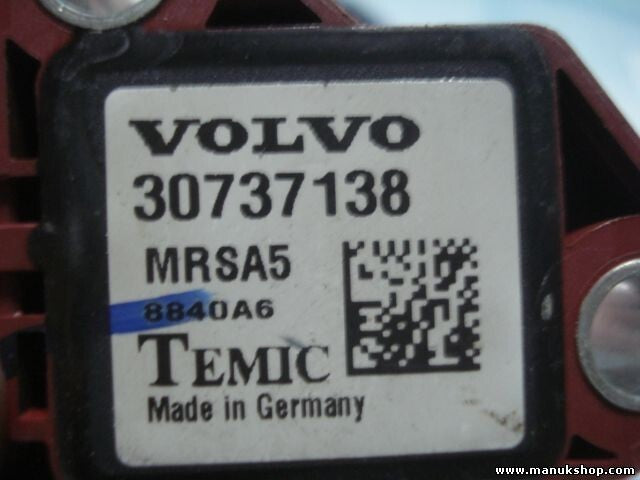 VOLVO
30737138
MRSA5
8840A6
TEMIC
Made in Germany
www.manukshop.com